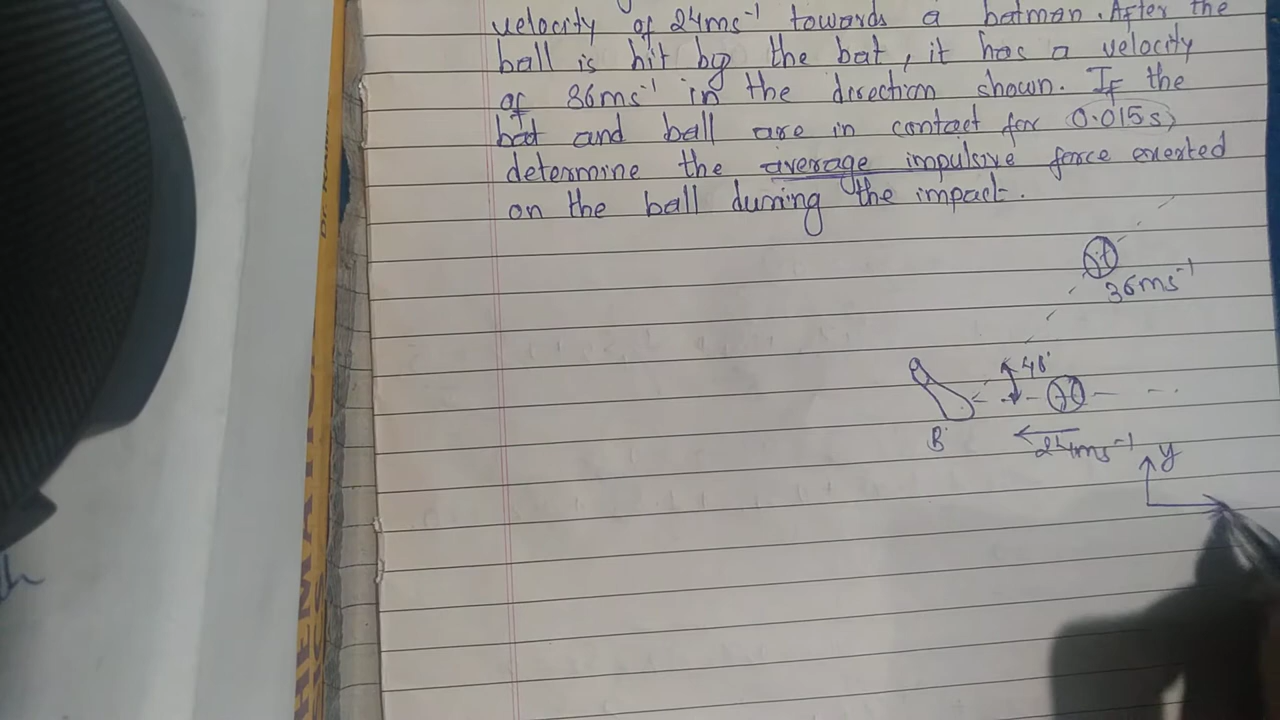 velocity of 24ms⁻¹ towards a batman. After the
ball is hit by the bat, it has a velocity
of 36ms⁻¹ in the direction shown. If the
bat and ball are in contact for 0.015s,
determine the average impulsive force exerted
on the ball durring the impact.
36ms⁻¹
B
24ms⁻¹
y